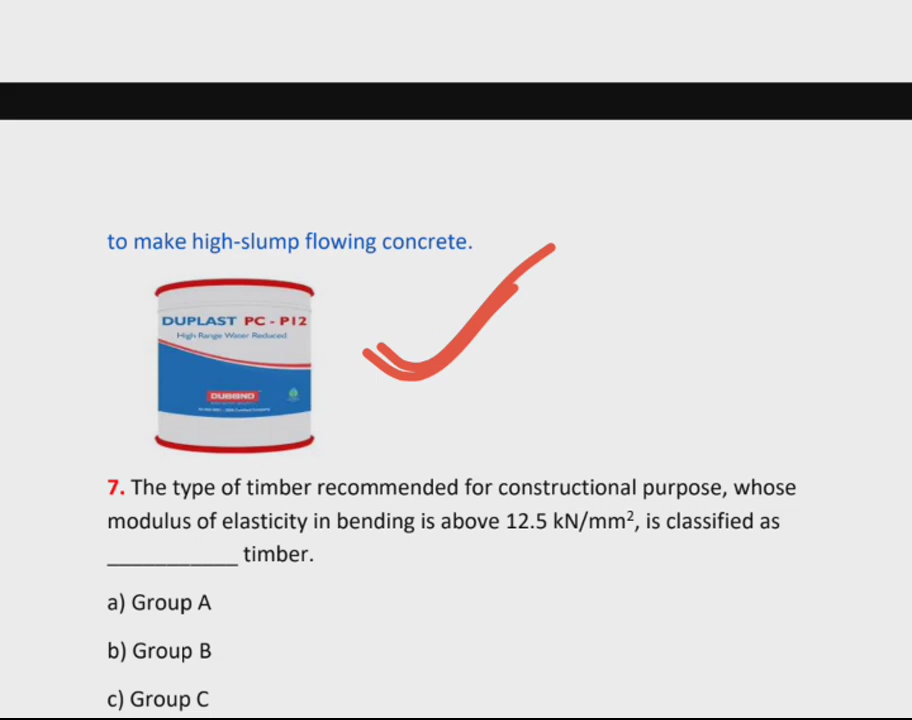 to make high-slump flowing concrete.
DUPLAST PC - P12
High Range Water Reduced
DUBBND
7. The type of timber recommended for constructional purpose, whose
modulus of elasticity in bending is above 12.5 kN/mm², is classified as
___________ timber.
a) Group A
b) Group B
c) Group C